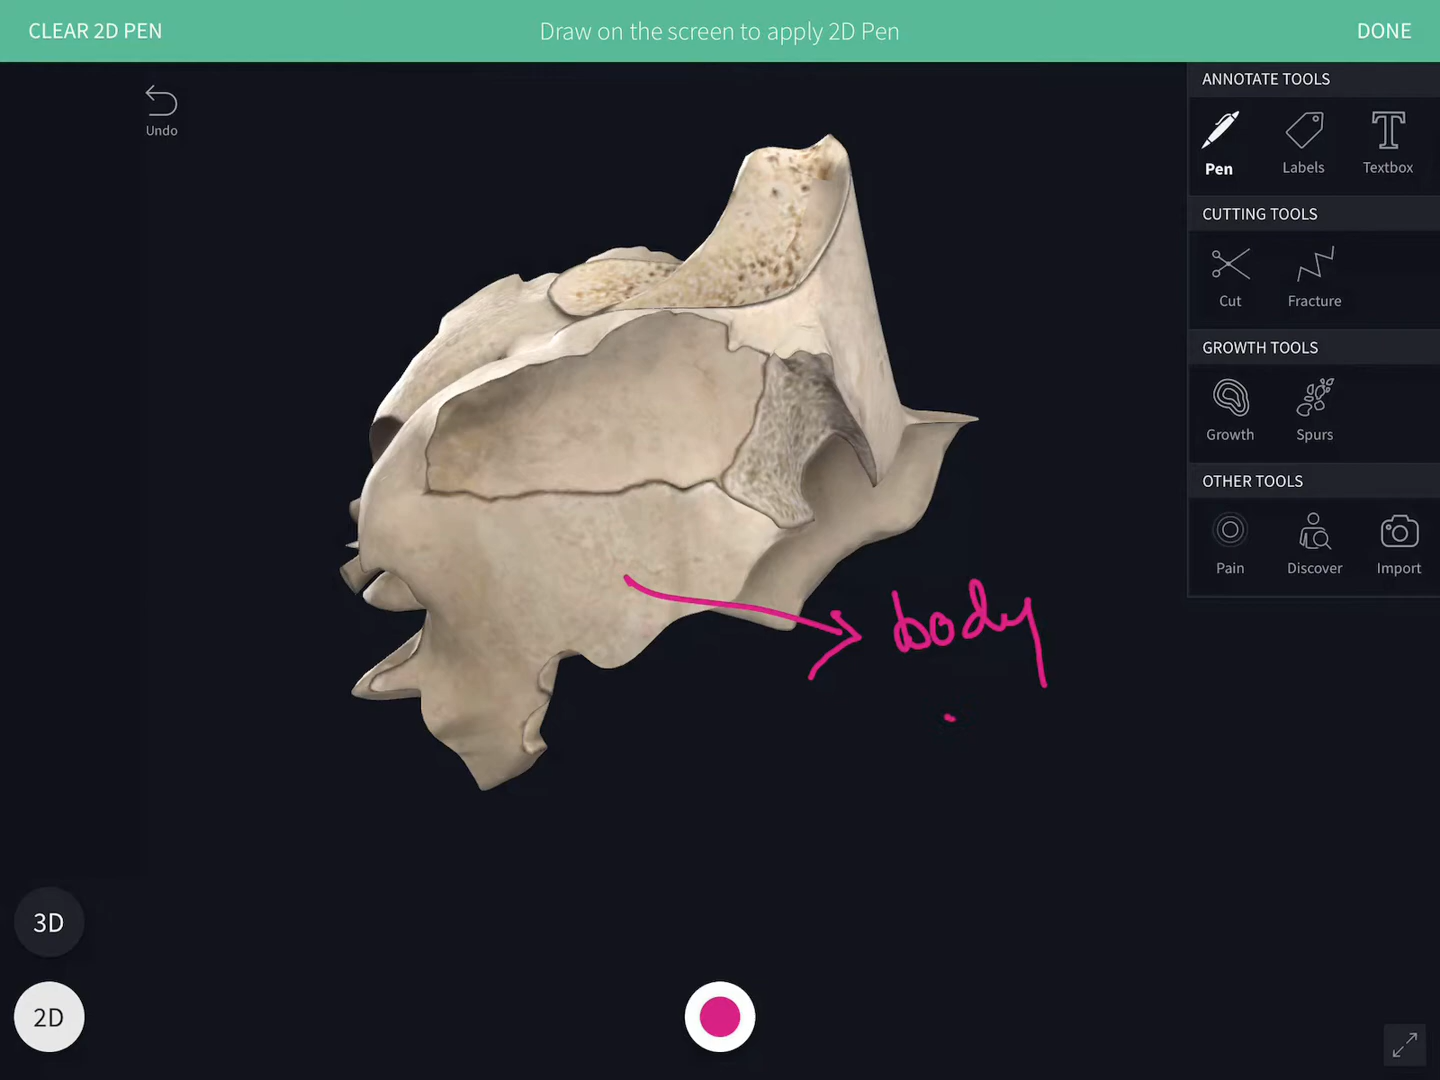 CLEAR 2D PEN
Draw on the screen to apply 2D Pen
DONE
Undo
ANNOTATE TOOLS
Pen Labels Textbox
CUTTING TOOLS
Cut Fracture
GROWTH TOOLS
Growth Spurs
OTHER TOOLS
Pain Discover Import
body
3D
2D